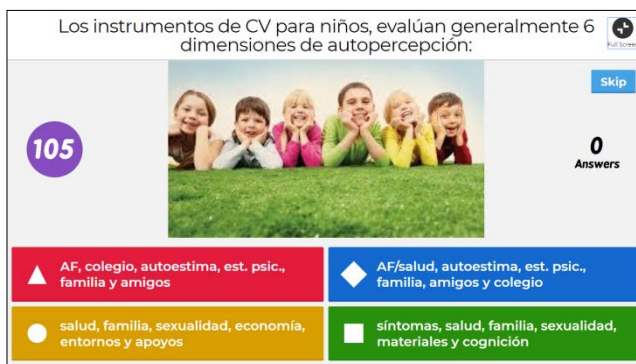 Los instrumentos de CV para niños, evalúan generalmente 6
dimensiones de autopercepción:
Full Screen
Skip
105
0
Answers
AF, colegio, autoestima, est. psic.,
familia y amigos
AF/salud, autoestima, est. psic.,
familia, amigos y colegio
salud, familia, sexualidad, economía,
entornos y apoyos
síntomas, salud, familia, sexualidad,
materiales y cognición